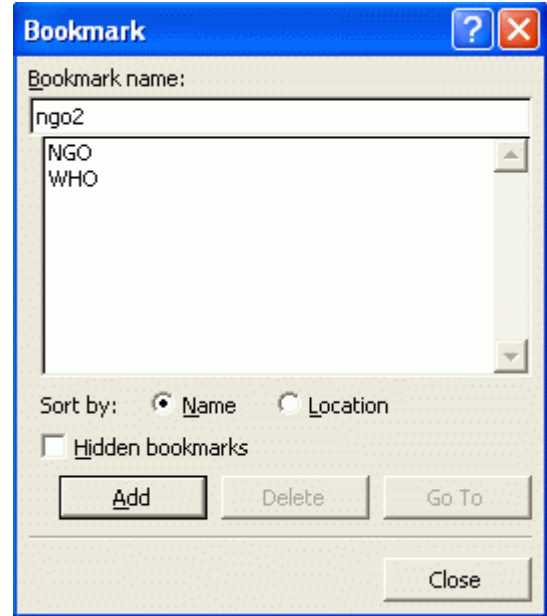 Bookmark
Bookmark name:
ngo2
NGO
WHO
Sort by: Name Location
Hidden bookmarks
Add Delete Go To
Close